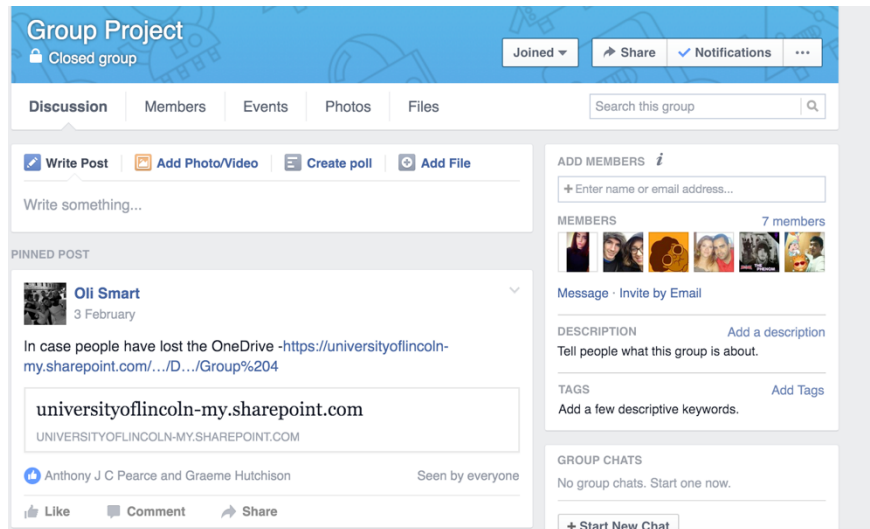 Group Project
Closed group
Joined
Share
Notifications
...
Discussion
Members
Events
Photos
Files
Search this group
Write Post
Add Photo/Video
Create poll
Add File
Write something...
PINNED POST
Oli Smart
3 February
In case people have lost the OneDrive -https://universityoflincoln-
my.sharepoint.com/…/D…/Group%204
universityoflincoln-my.sharepoint.com
UNIVERSITYOFLINCOLN-MY.SHAREPOINT.COM
Anthony J C Pearce and Graeme Hutchison
Seen by everyone
Like
Comment
Share
ADD MEMBERS i
+ Enter name or email address...
MEMBERS
7 members
Message · Invite by Email
DESCRIPTION
Add a description
Tell people what this group is about.
TAGS
Add Tags
Add a few descriptive keywords.
GROUP CHATS
No group chats. Start one now.
+ Start New Chat